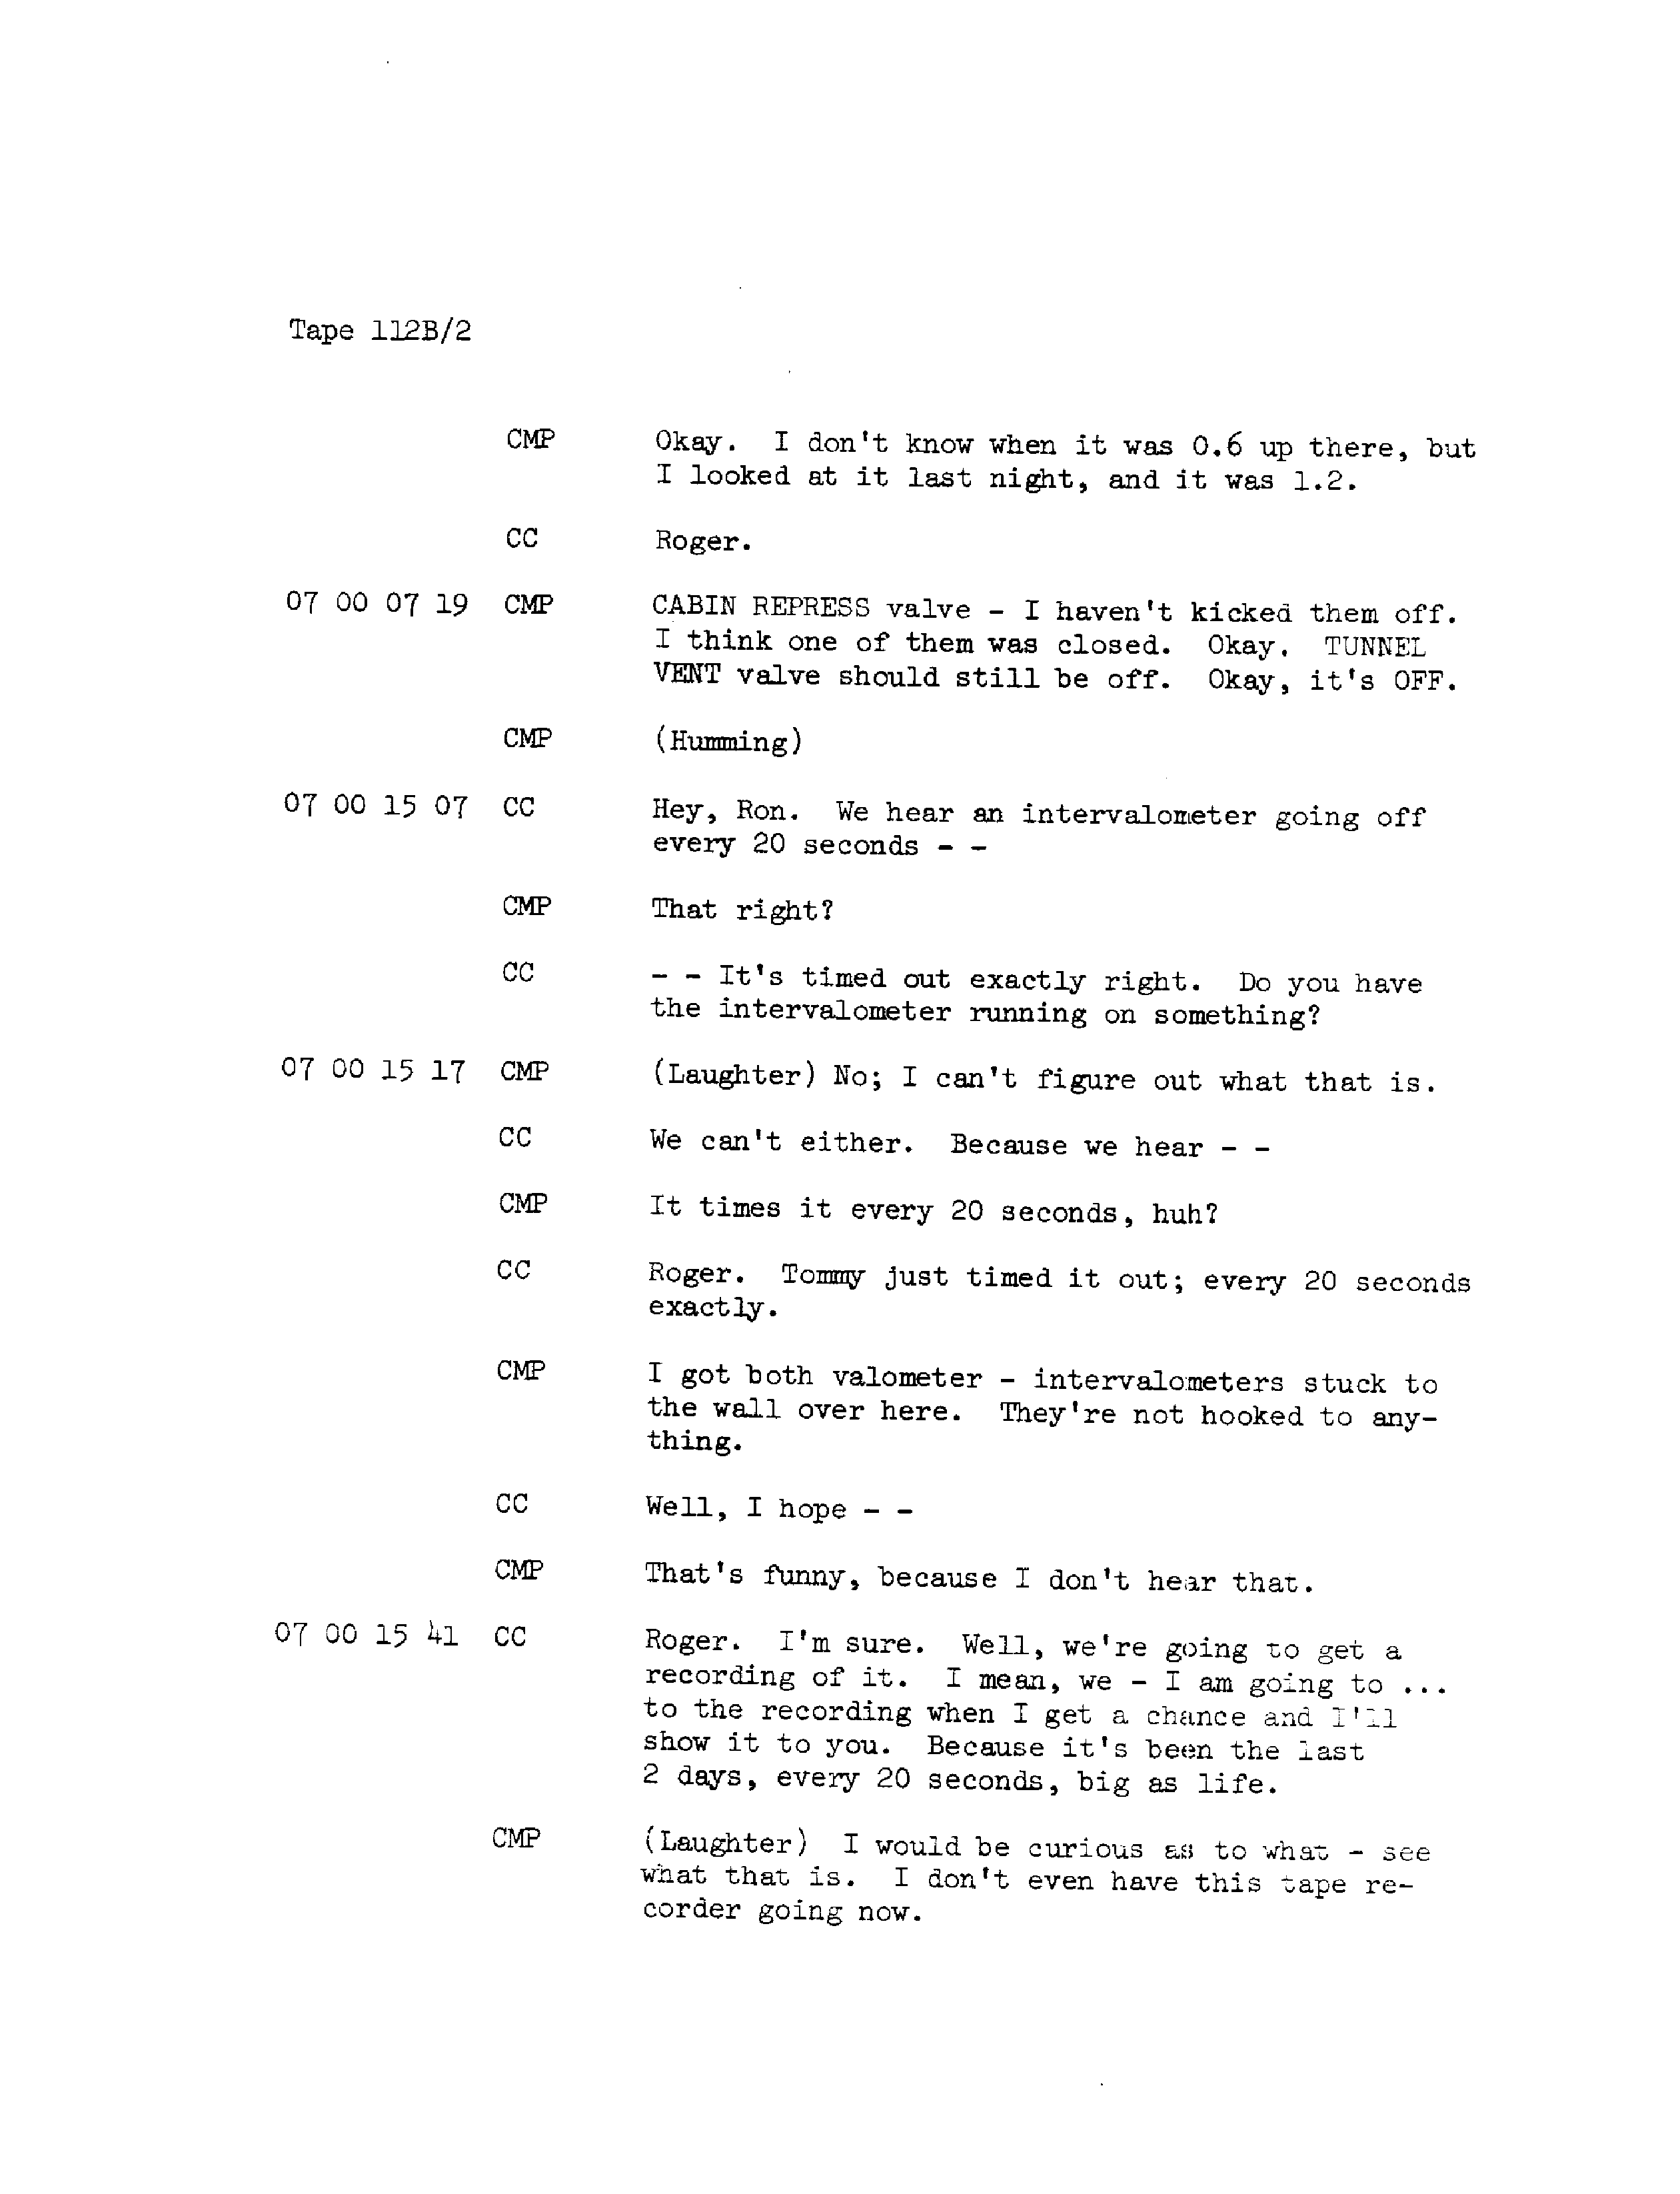 Tape 112B/2
CMP Okay. I don't know when it was 0.6 up there, but
I looked at it last night, and it was 1.2.
CC Roger.
07 00 07 19 CMP CABIN REPRESS valve - I haven't kicked them off.
I think one of them was closed. Okay. TUNNEL
VENT valve should still be off. Okay, it's OFF.
CMP (Humming)
07 00 15 07 CC Hey, Ron. We hear an intervalometer going off
every 20 seconds - -
CMP That right?
CC - - It's timed out exactly right. Do you have
the intervalometer running on something?
07 00 15 17 CMP (Laughter) No; I can't figure out what that is.
CC We can't either. Because we hear - -
CMP It times it every 20 seconds, huh?
CC Roger. Tommy just timed it out; every 20 seconds
exactly.
CMP I got both valometer - intervalometers stuck to
the wall over here. They're not hooked to any-
thing.
CC Well, I hope - -
CMP That's funny, because I don't hear that.
07 00 15 41 CC Roger. I'm sure. Well, we're going to get a
recording of it. I mean, we - I am going to ...
to the recording when I get a chance and I'll
show it to you. Because it's been the last
2 days, every 20 seconds, big as life.
CMP (Laughter) I would be curious as to what - see
what that is. I don't even have this tape re-
corder going now.